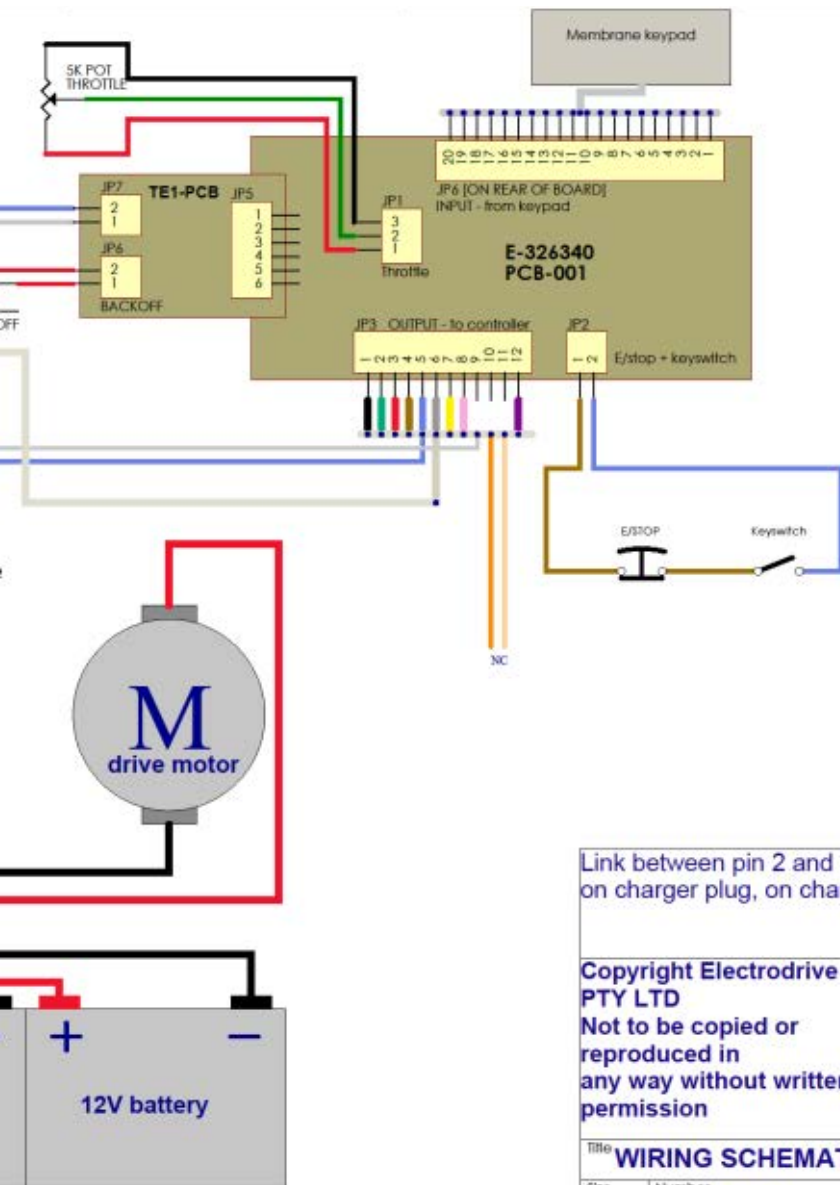 Membrane keypad
5K POT
THROTTLE
20 19 18 17 16 15 14 13 12 11 10 9 8 7 6 5 4 3 2 1
JP6 [ON REAR OF BOARD]
INPUT - from keypad
JP7
TE1-PCB
JP5
2
1
1
2
3
4
5
6
JP1
3
2
1
Throttle
JP6
2
1
BACKOFF
E-326340
PCB-001
OFF
JP3 OUTPUT - to controller
1 2 3 4 5 6 7 8 9 10 11 12
JP2
1 2
E/stop + keyswitch
E/STOP
Keyswitch
e
NC
M
drive motor
Link between pin 2 and
on charger plug, on cha
Copyright Electrodrive
PTY LTD
Not to be copied or
reproduced in
any way without written
permission
+
−
12V battery
Title
WIRING SCHEMAT